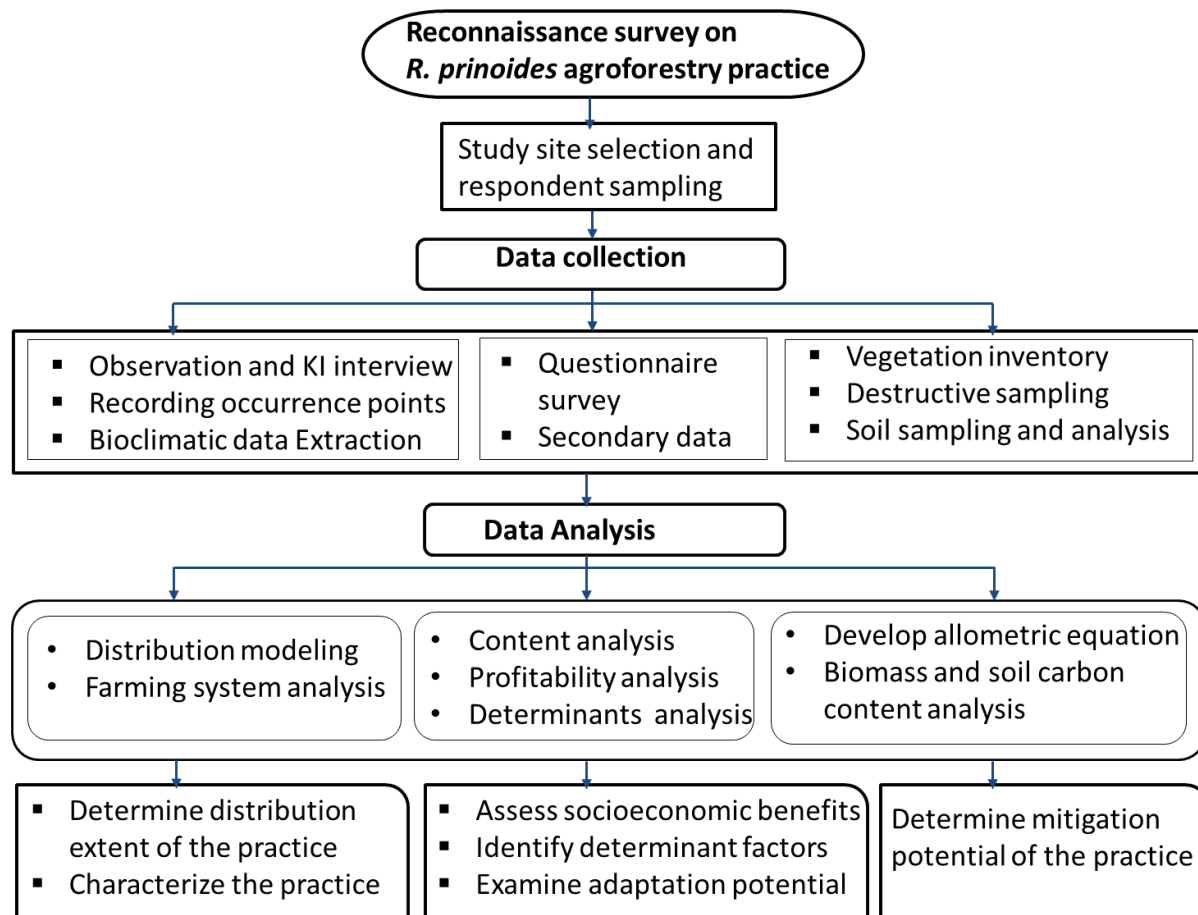 Reconnaissance survey on
R. prinoides agroforestry practice
Study site selection and
respondent sampling
Data collection
▪ Observation and KI interview
▪ Recording occurrence points
▪ Bioclimatic data Extraction
▪ Questionnaire
survey
▪ Secondary data
▪ Vegetation inventory
▪ Destructive sampling
▪ Soil sampling and analysis
Data Analysis
• Distribution modeling
• Farming system analysis
• Content analysis
• Profitability analysis
• Determinants analysis
• Develop allometric equation
• Biomass and soil carbon
content analysis
▪ Determine distribution
extent of the practice
▪ Characterize the practice
▪ Assess socioeconomic benefits
▪ Identify determinant factors
▪ Examine adaptation potential
Determine mitigation
potential of the practice